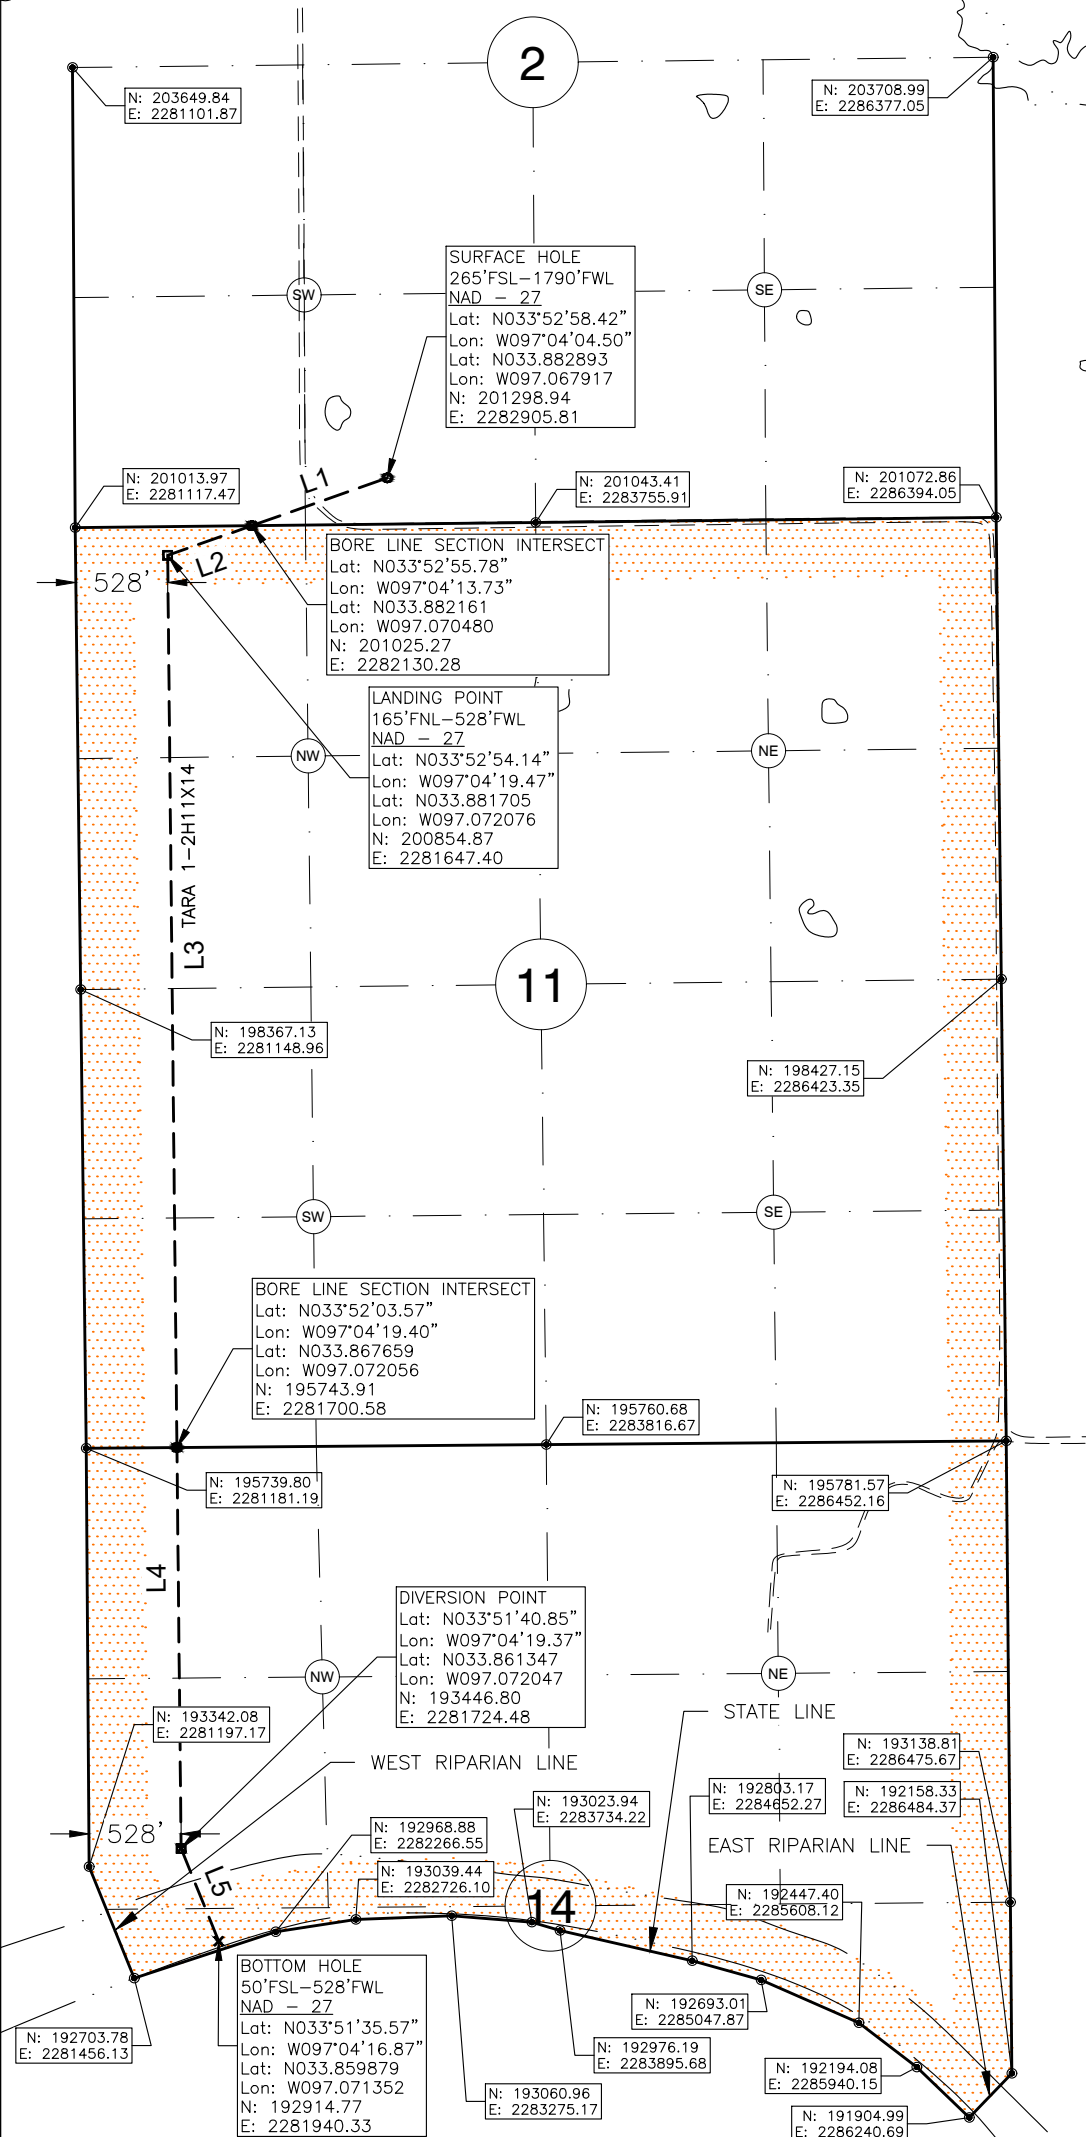 2
N: 203649.84
E: 2281101.87
N: 203708.99
E: 2286377.05
SURFACE HOLE
265'FSL-1790'FWL
NAD - 27
Lat: N033°52'58.42"
Lon: W097°04'04.50"
Lat: N033.882893
Lon: W097.067917
N: 201298.94
E: 2282905.81
SW
SE
L1
N: 201013.97
E: 2281117.47
N: 201043.41
E: 2283755.91
N: 201072.86
E: 2286394.05
L2
528'
BORE LINE SECTION INTERSECT
Lat: N033°52'55.78"
Lon: W097°04'13.73"
Lat: N033.882161
Lon: W097.070480
N: 201025.27
E: 2282130.28
LANDING POINT
165'FNL-528'FWL
NAD - 27
Lat: N033°52'54.14"
Lon: W097°04'19.47"
Lat: N033.881705
Lon: W097.072076
N: 200854.87
E: 2281647.40
NW
NE
L3 TARA 1-2H11X14
11
N: 198367.13
E: 2281148.96
N: 198427.15
E: 2286423.35
SW
SE
BORE LINE SECTION INTERSECT
Lat: N033°52'03.57"
Lon: W097°04'19.40"
Lat: N033.867659
Lon: W097.072056
N: 195743.91
E: 2281700.58
N: 195760.68
E: 2283816.67
N: 195739.80
E: 2281181.19
N: 195781.57
E: 2286452.16
L4
DIVERSION POINT
Lat: N033°51'40.85"
Lon: W097°04'19.37"
Lat: N033.861347
Lon: W097.072047
N: 193446.80
E: 2281724.48
NW
NE
STATE LINE
N: 193342.08
E: 2281197.17
N: 193138.81
E: 2286475.67
WEST RIPARIAN LINE
N: 192803.17
E: 2284652.27
N: 192158.33
E: 2286484.37
N: 193023.94
E: 2283734.22
528'
N: 192968.88
E: 2282266.55
EAST RIPARIAN LINE
N: 193039.44
E: 2282726.10
L5
N: 192447.40
E: 2285608.12
14
BOTTOM HOLE
50'FSL-528'FWL
NAD - 27
Lat: N033°51'35.57"
Lon: W097°04'16.87"
Lat: N033.859879
Lon: W097.071352
N: 192914.77
E: 2281940.33
N: 192693.01
E: 2285047.87
N: 192703.78
E: 2281456.13
N: 192976.19
E: 2283895.68
N: 192194.08
E: 2285940.15
N: 193060.96
E: 2283275.17
N: 191904.99
E: 2286240.69